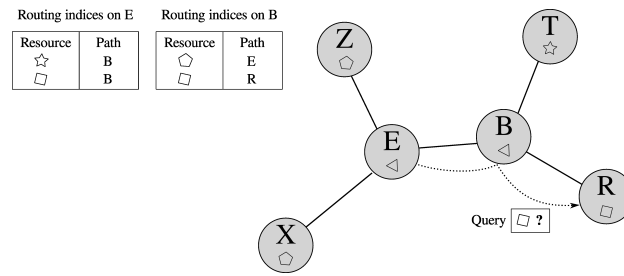 Routing indices on E
Routing indices on B
Resource Path
B
B
Resource Path
E
R
Z
T
E
B
R
X
Query ?